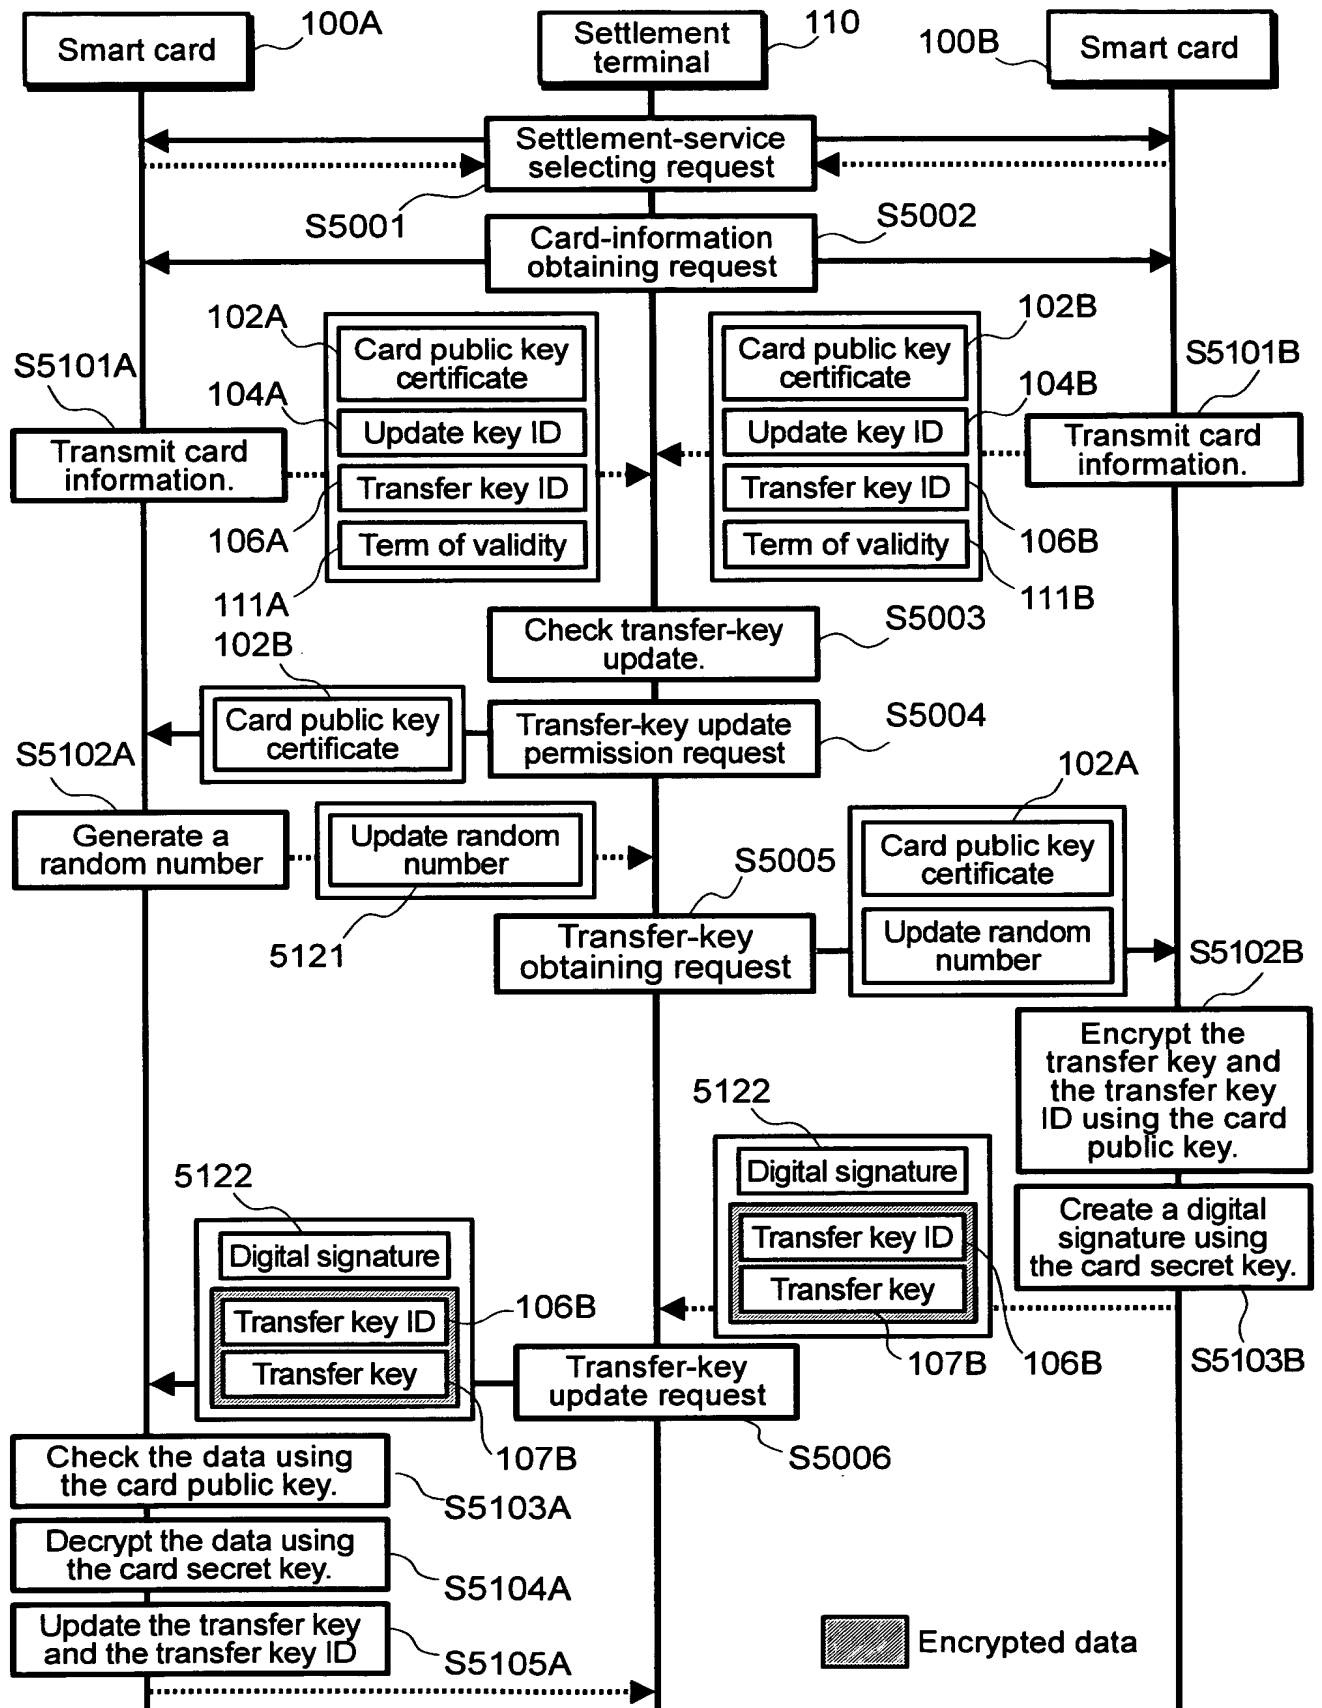 Smart card
100A
Settlement
terminal
110
100B
Smart card
Settlement-service
selecting request
S5001
Card-information
obtaining request
S5002
102A
Card public key
certificate
102B
Card public key
certificate
S5101A
S5101B
104A
Update key ID
Update key ID
104B
Transmit card
information.
Transmit card
information.
Transfer key ID
Transfer key ID
106A
Term of validity
Term of validity
106B
111A
111B
Check transfer-key
update.
S5003
102B
Card public key
certificate
Transfer-key update
permission request
S5004
S5102A
102A
Generate a
random number
Update random
number
5121
S5005
Card public key
certificate
Transfer-key
obtaining request
Update random
number
S5102B
Encrypt the
transfer key and
the transfer key
ID using the card
public key.
5122
Digital signature
Transfer key ID
Transfer key
Create a digital
signature using
the card secret key.
5122
Digital signature
Transfer key ID
106B
Transfer key
107B
107B
106B
S5103B
Transfer-key
update request
S5006
Check the data using
the card public key.
S5103A
Decrypt the data using
the card secret key.
S5104A
Update the transfer key
and the transfer key ID
S5105A
Encrypted data